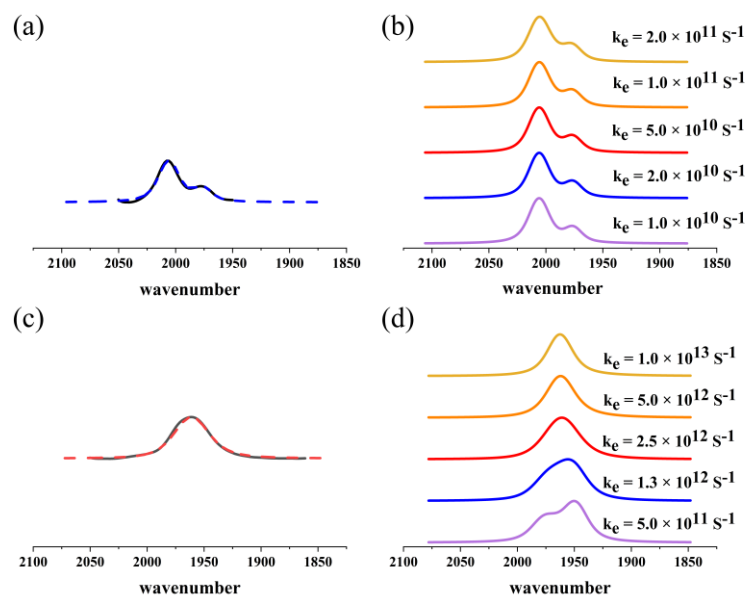 (a)
2100 2050 2000 1950 1900 1850
wavenumber
(b)
k_e = 2.0 × 10^11 S^-1
k_e = 1.0 × 10^11 S^-1
k_e = 5.0 × 10^10 S^-1
k_e = 2.0 × 10^10 S^-1
k_e = 1.0 × 10^10 S^-1
2100 2050 2000 1950 1900 1850
wavenumber
(c)
2100 2050 2000 1950 1900 1850
wavenumber
(d)
k_e = 1.0 × 10^13 S^-1
k_e = 5.0 × 10^12 S^-1
k_e = 2.5 × 10^12 S^-1
k_e = 1.3 × 10^12 S^-1
k_e = 5.0 × 10^11 S^-1
2100 2050 2000 1950 1900 1850
wavenumber